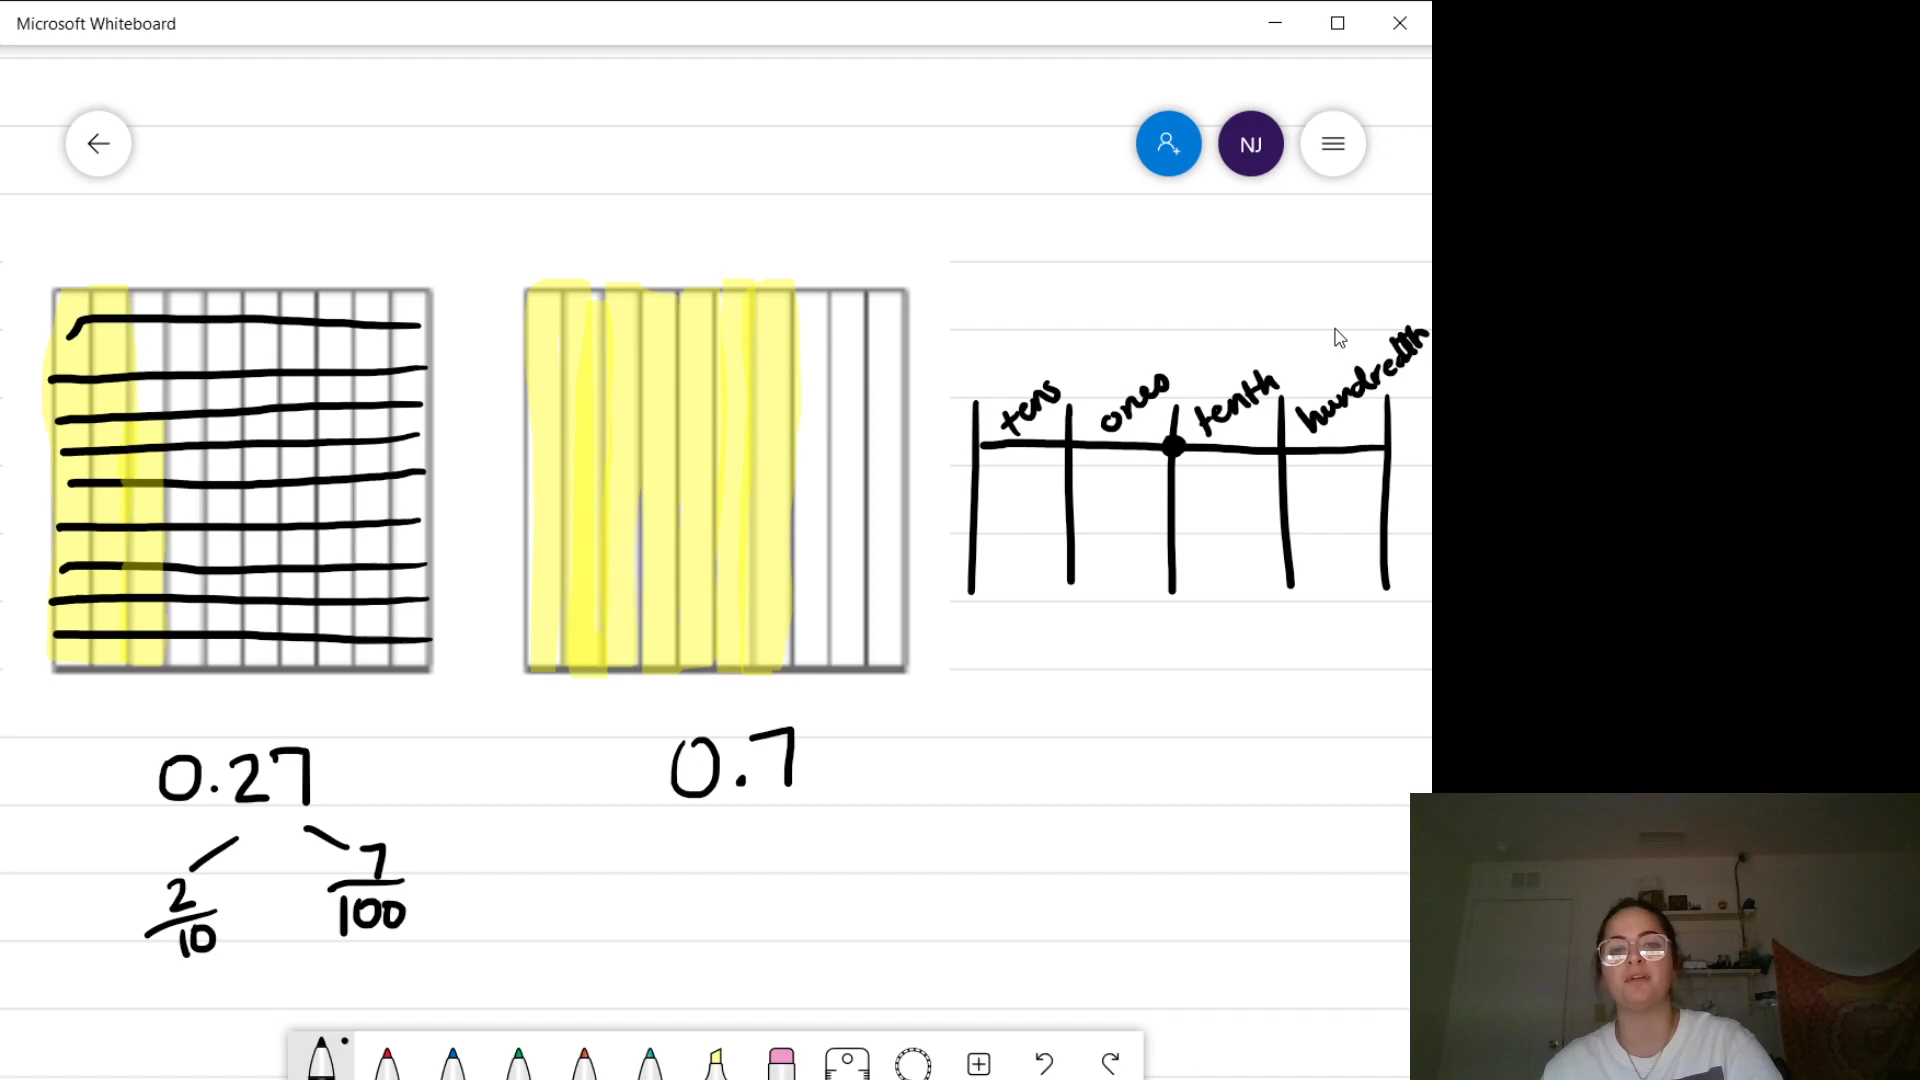 Microsoft Whiteboard
NJ
tens ones tenth hundredth
0.27
0.7
2/10 7/100